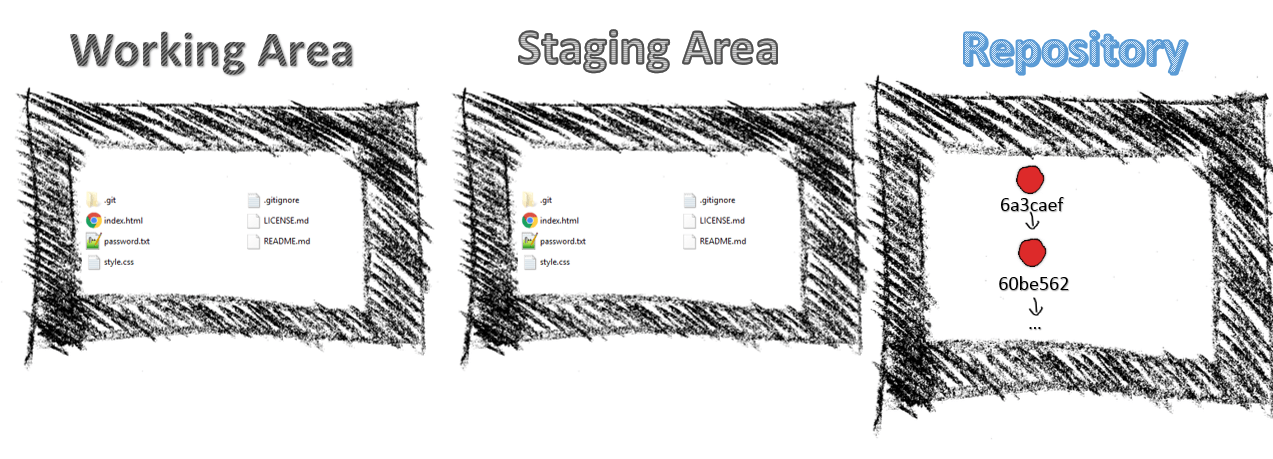 Working Area
Staging Area
Repository
.git
.gitignore
index.html
LICENSE.md
password.txt
README.md
style.css
.git
.gitignore
index.html
LICENSE.md
password.txt
README.md
style.css
6a3caef
60be562
...